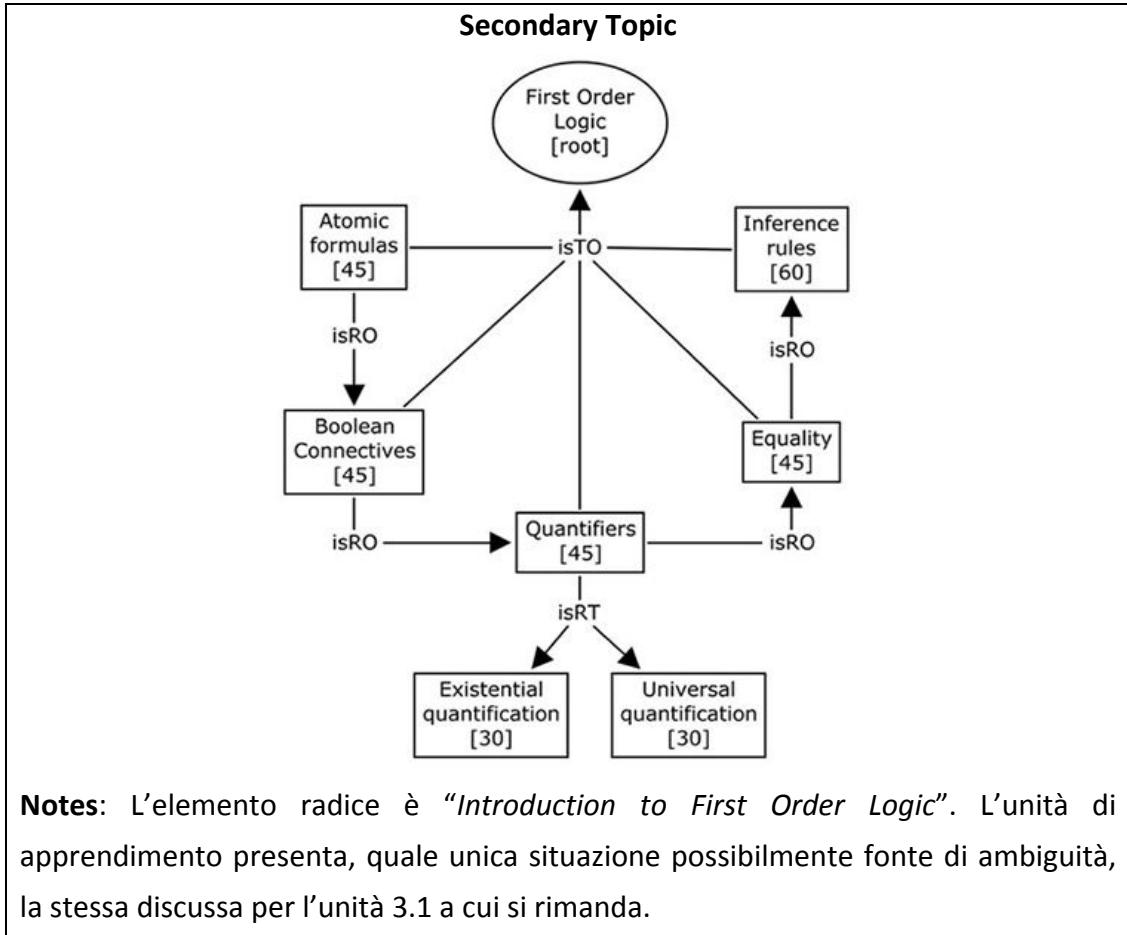 Secondary Topic
First Order
Logic
[root]
Atomic
formulas
[45]
isTO
Inference
rules
[60]
isRO
isRO
Boolean
Connectives
[45]
Equality
[45]
isRO
Quantifiers
[45]
isRO
isRT
Existential
quantification
[30]
Universal
quantification
[30]
Notes: L’elemento radice è “Introduction to First Order Logic”. L’unità di
apprendimento presenta, quale unica situazione possibilmente fonte di ambiguità,
la stessa discussa per l’unità 3.1 a cui si rimanda.